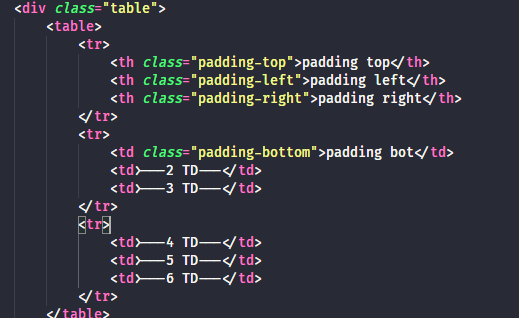 <div class="table">
<table>
<tr>
<th class="padding-top">padding top</th>
<th class="padding-left">padding left</th>
<th class="padding-right">padding right</th>
</tr>
<tr>
<td class="padding-bottom">padding bot</td>
<td>---2 TD---</td>
<td>---3 TD---</td>
</tr>
<tr>
<td>---4 TD---</td>
<td>---5 TD---</td>
<td>---6 TD---</td>
</tr>
</table>